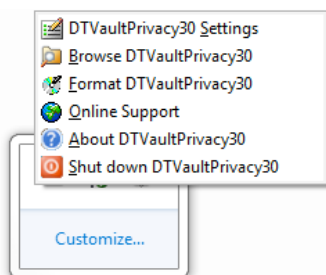 DTVaultPrivacy30 Settings
Browse DTVaultPrivacy30
Format DTVaultPrivacy30
Online Support
About DTVaultPrivacy30
Shut down DTVaultPrivacy30
Customize...